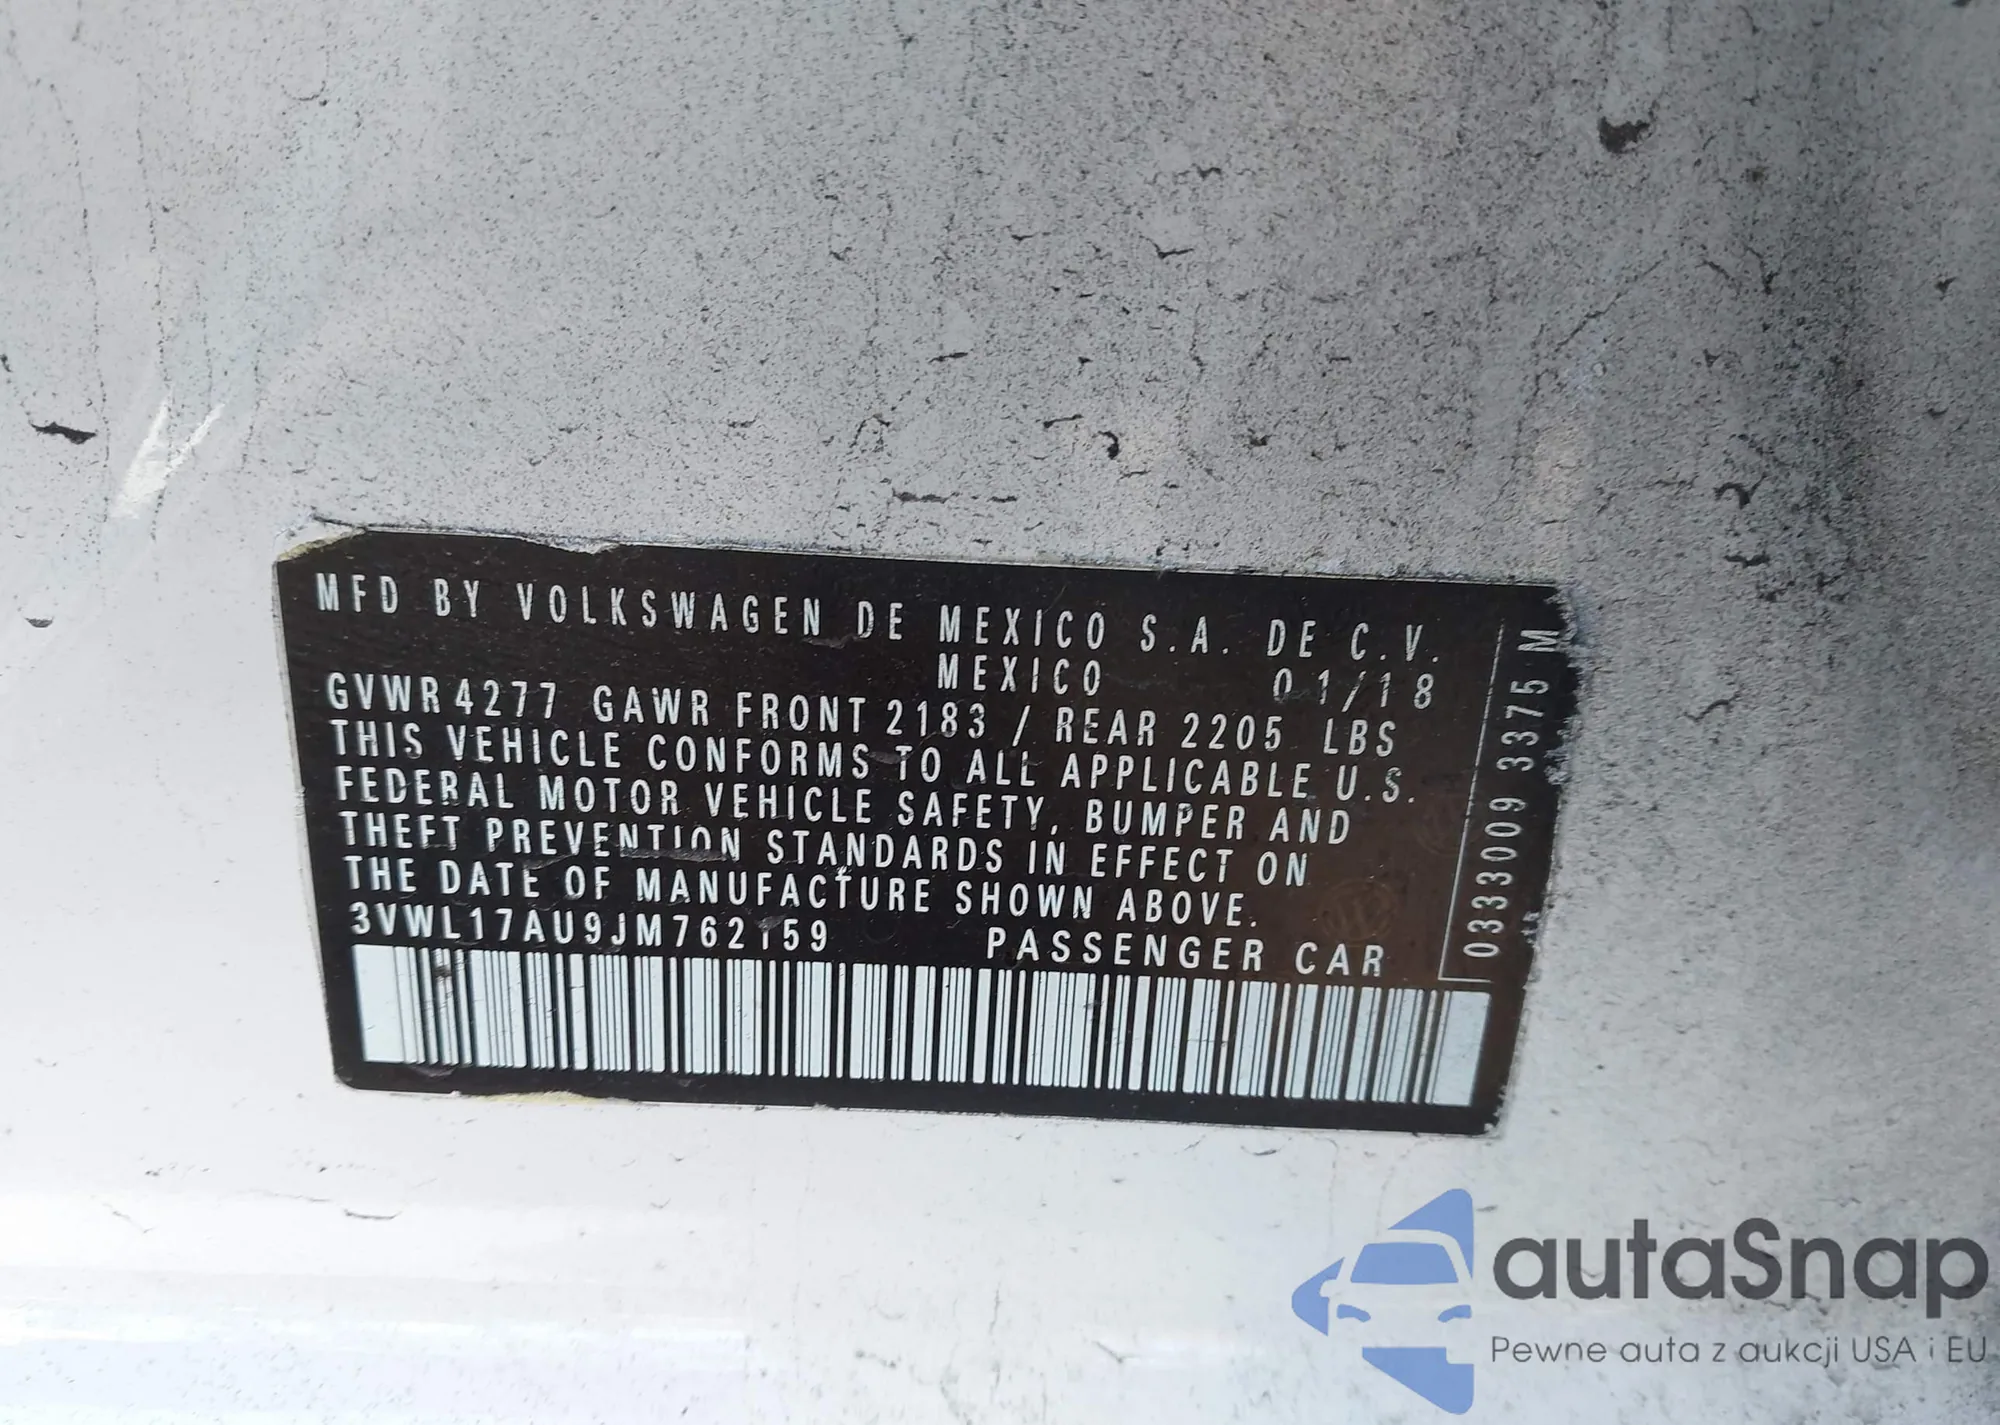 MFD BY VOLKSWAGEN DE MEXICO S.A. DE C.V.
MEXICO 01/18
GVWR 4277 GAWR FRONT 2183 / REAR 2205 LBS
THIS VEHICLE CONFORMS TO ALL APPLICABLE U.S.
FEDERAL MOTOR VEHICLE SAFETY, BUMPER AND
THEFT PREVENTION STANDARDS IN EFFECT ON
THE DATE OF MANUFACTURE SHOWN ABOVE.
3VWL17AU9JM762159 PASSENGER CAR
0333009 3375 M
autaSnap
Pewne auta z aukcji USA i EU